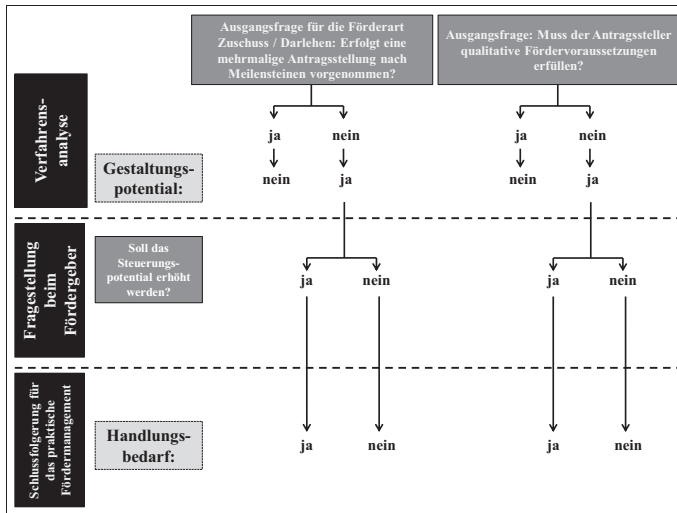 Ausgangsfrage für die Förderart
Zuschuss / Darlehen: Erfolgt eine
mehrmalige Antragsstellung nach
Meilensteinen vorgenommen?
Ausgangsfrage: Muss der Antragssteller
qualitative Fördervoraussetzungen
erfüllen?
Verfahrens-
analyse
ja nein ja nein
Gestaltungs-
potential:
nein ja nein ja
Fragestellung
beim
Fördergeber
Soll das
Steuerungs-
potential erhöht
werden?
ja nein ja nein
Schlussfolgerung für
das praktische
Fördermanagement
Handlungs-
bedarf:
ja nein ja nein